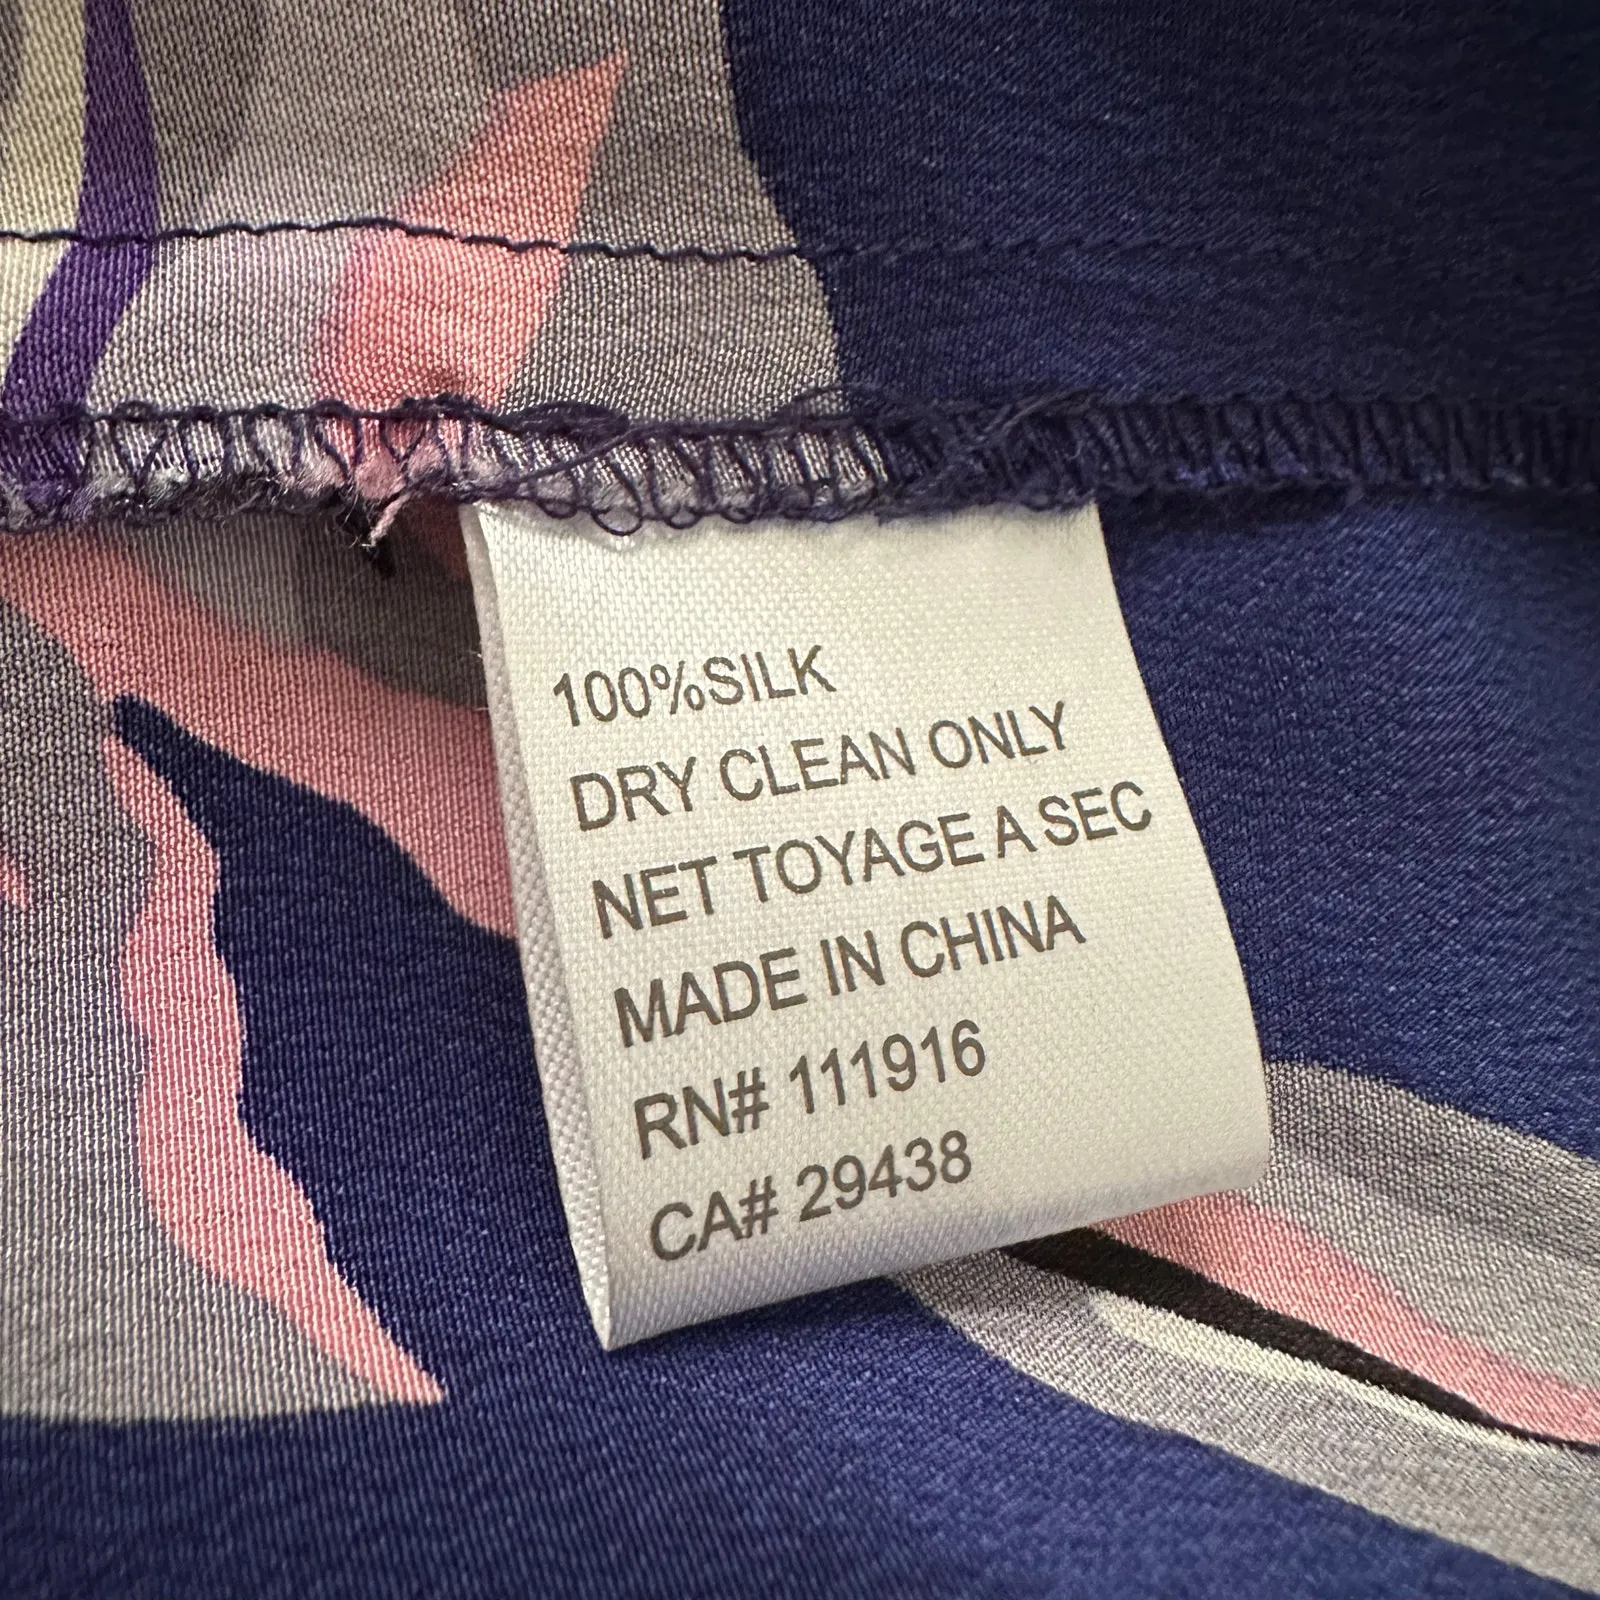 100%SILK
DRY CLEAN ONLY
NET TOYAGE A SEC
MADE IN CHINA
RN# 111916
CA# 29438